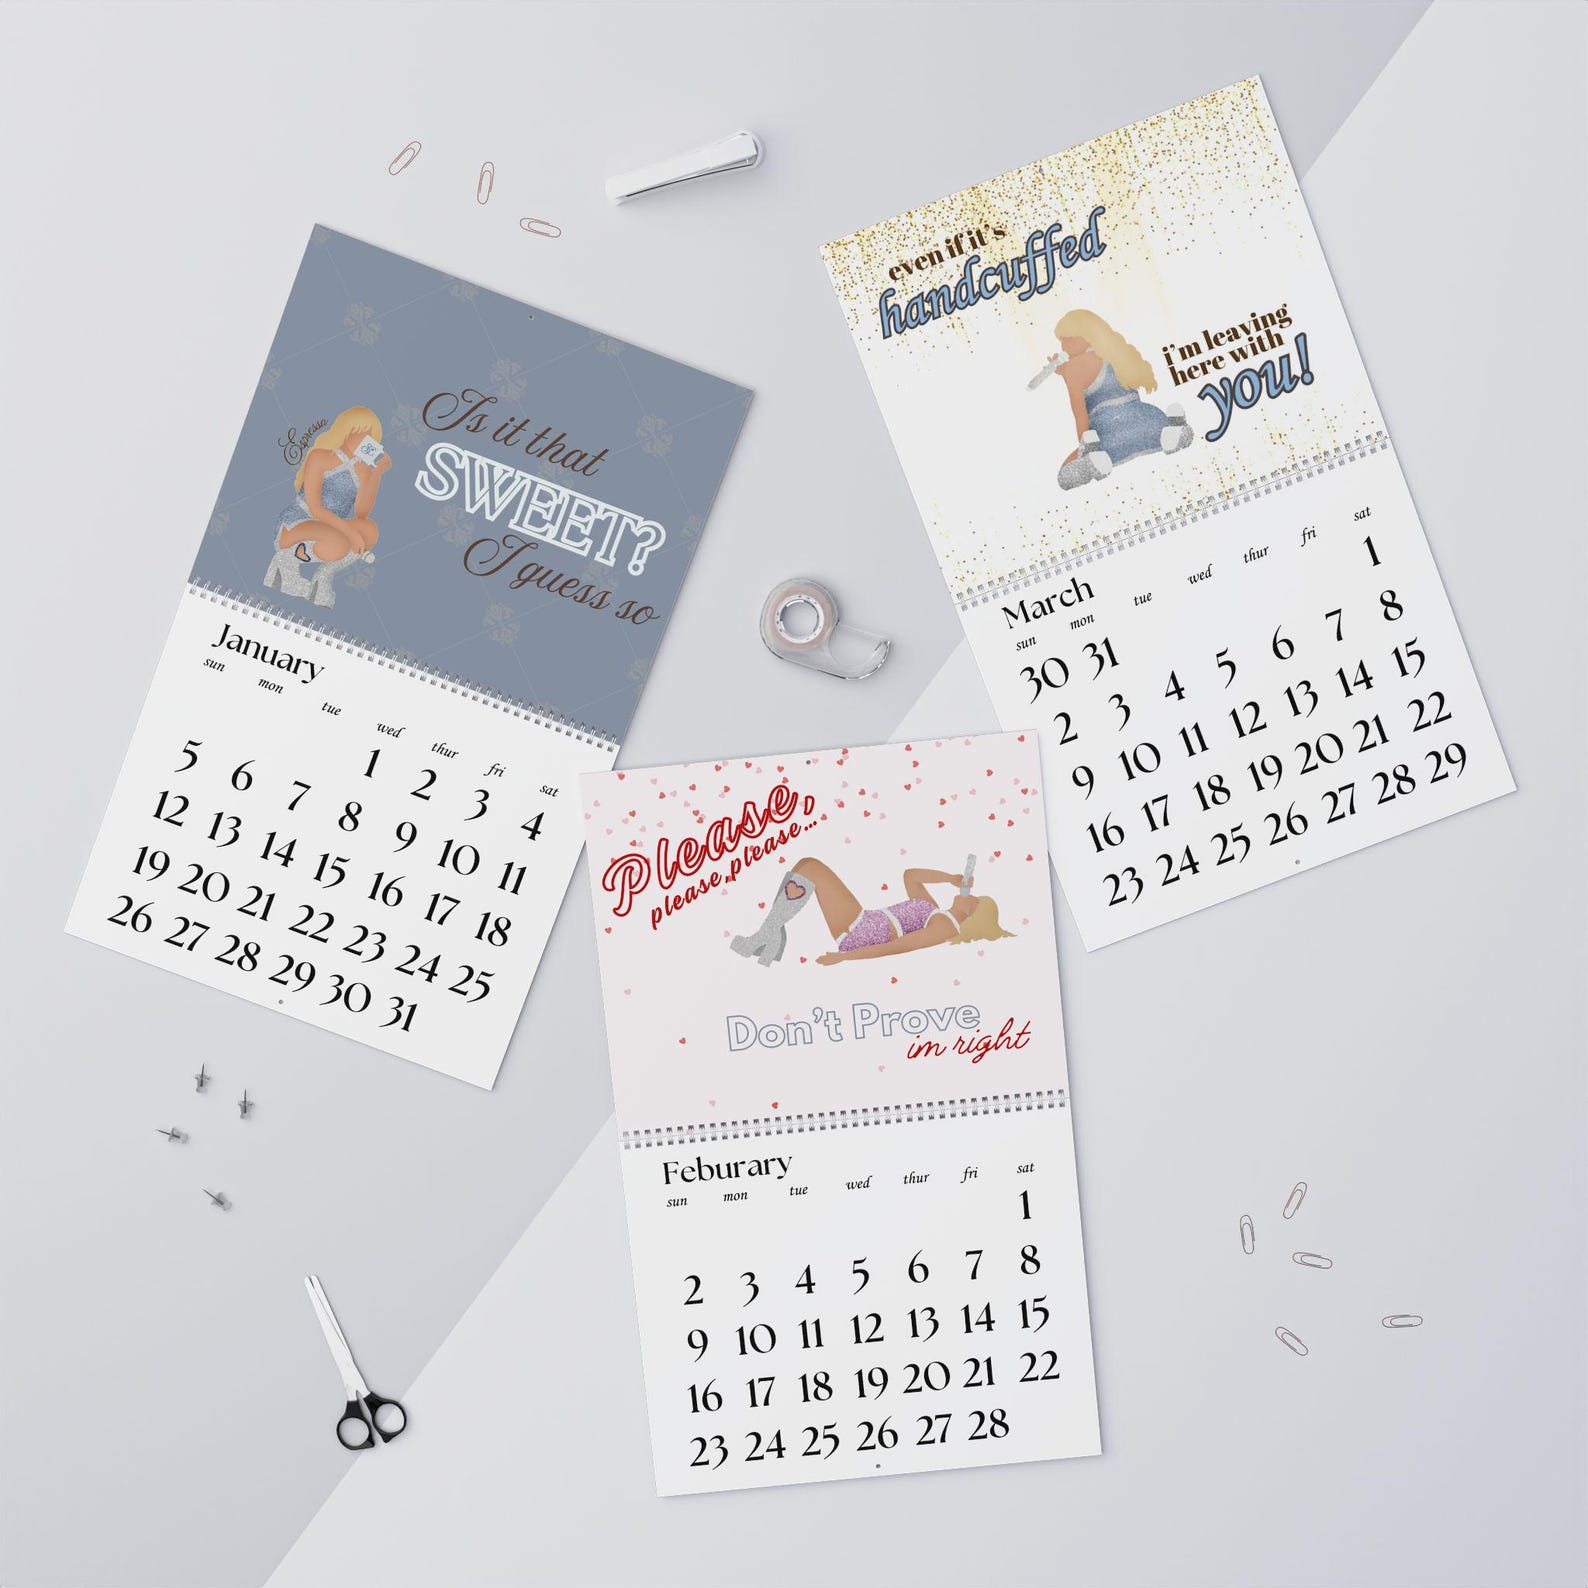 Espresso
Is it that
SWEET?
I guess so
January
sun mon tue wed thur fri sat
1 2 3 4
5 6 7 8 9 10 11
12 13 14 15 16 17 18
19 20 21 22 23 24 25
26 27 28 29 30 31
even if it's
handcuffed
i'm leaving
here with
you!
March
sun mon tue wed thur fri sat
30 31 1
2 3 4 5 6 7 8
9 10 11 12 13 14 15
16 17 18 19 20 21 22
23 24 25 26 27 28 29
Please,
please, please...
Don't Prove
im right
Feburary
sun mon tue wed thur fri sat
1
2 3 4 5 6 7 8
9 10 11 12 13 14 15
16 17 18 19 20 21 22
23 24 25 26 27 28